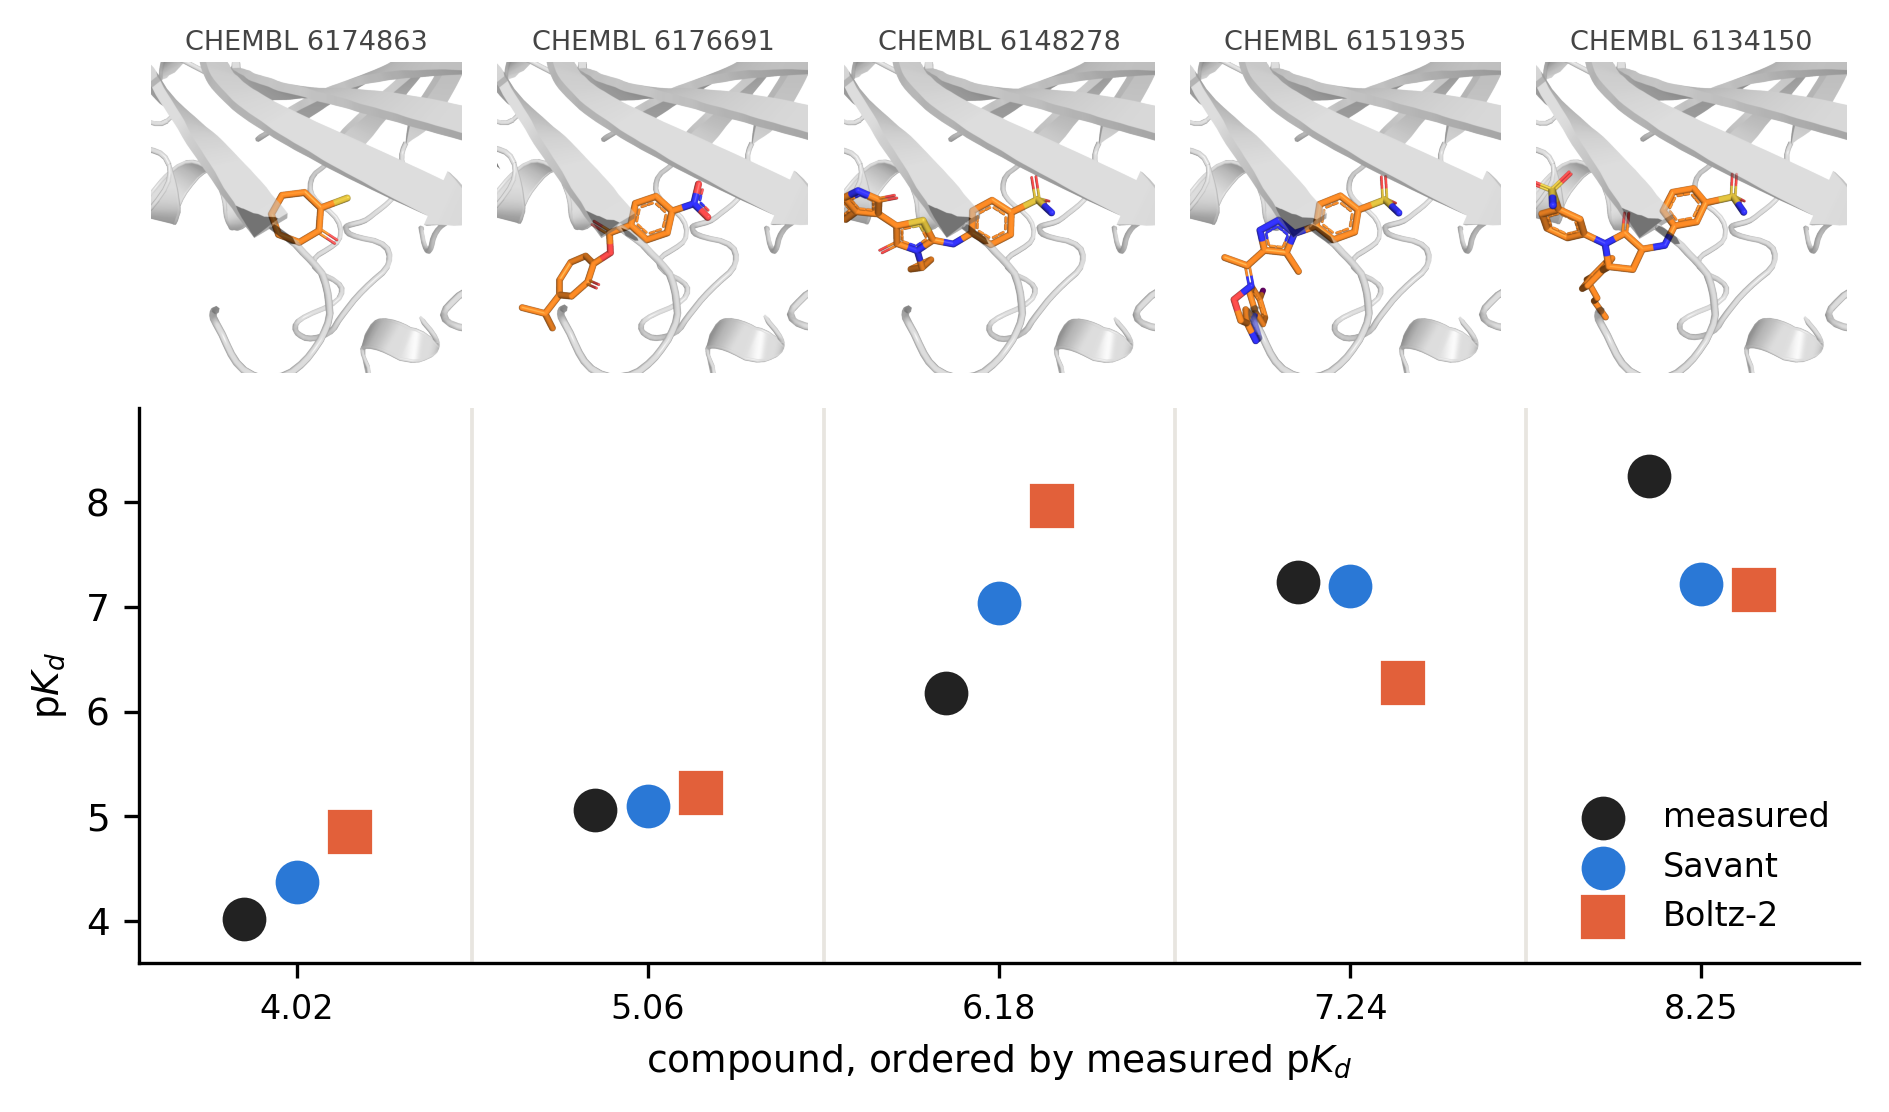 CHEMBL 6174863
CHEMBL 6176691
CHEMBL 6148278
CHEMBL 6151935
CHEMBL 6134150
8
7
6
5
4
pKd
measured
Savant
Boltz-2
4.02
5.06
6.18
7.24
8.25
compound, ordered by measured pKd